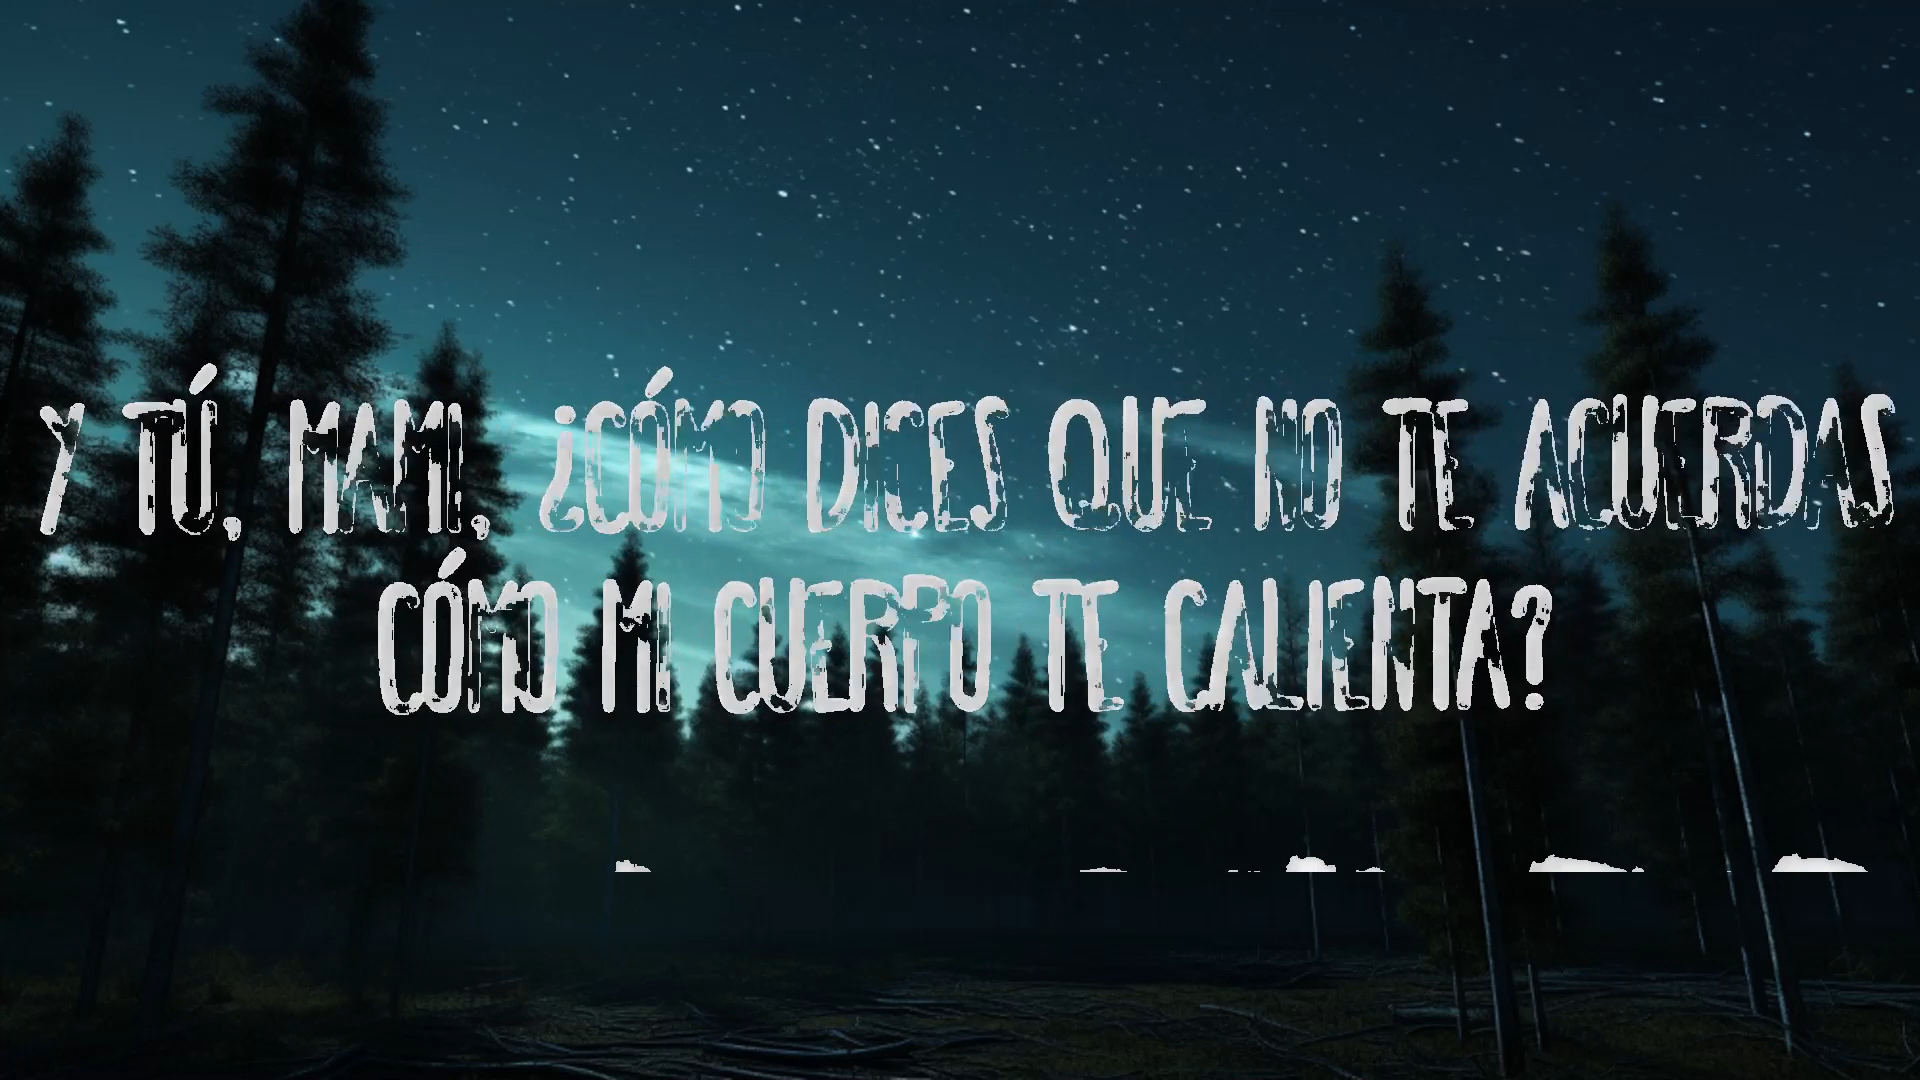 Y TÚ, MAMI, ¿CÓMO DICES QUE NO TE ACUERDAS
CÓMO MI CUERPO TE CALIENTA?